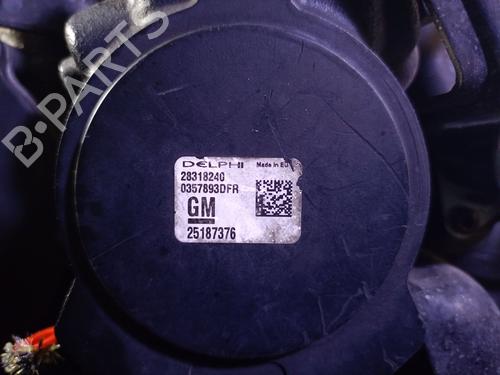 B-PARTS
DELPHI Made in EU
28318240
0357893DFR
GM
25187376